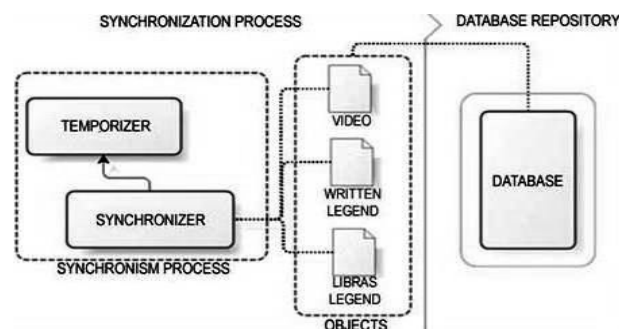 SYNCHRONIZATION PROCESS
DATABASE REPOSITORY
TEMPORIZER
SYNCHRONIZER
SYNCHRONISM PROCESS
VIDEO
WRITTEN
LEGEND
LIBRAS
LEGEND
OBJECTS
DATABASE